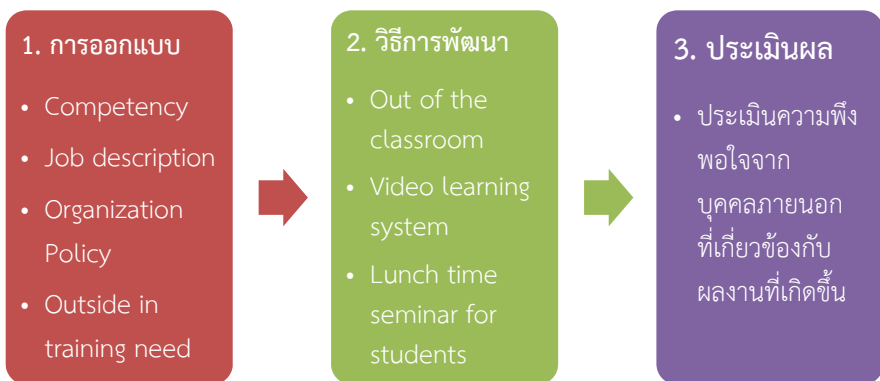 1. การออกแบบ
• Competency
• Job description
• Organization
Policy
• Outside in
training need
2. วิธีการพัฒนา
• Out of the
classroom
• Video learning
system
• Lunch time
seminar for
students
3. ประเมินผล
• ประเมินความพึง
พอใจจาก
บุคคลภายนอก
ที่เกี่ยวข้องกับ
ผลงานที่เกิดขึ้น